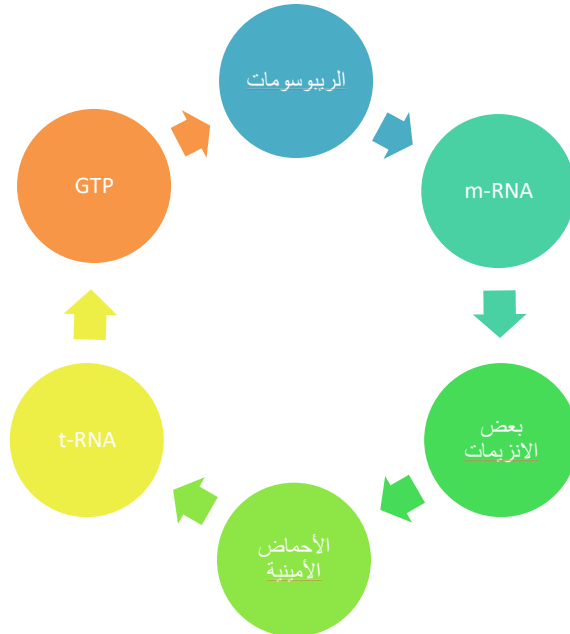 الريبوسومات
m-RNA
بعض
الانزيمات
الأحماض
الأمينية
t-RNA
GTP